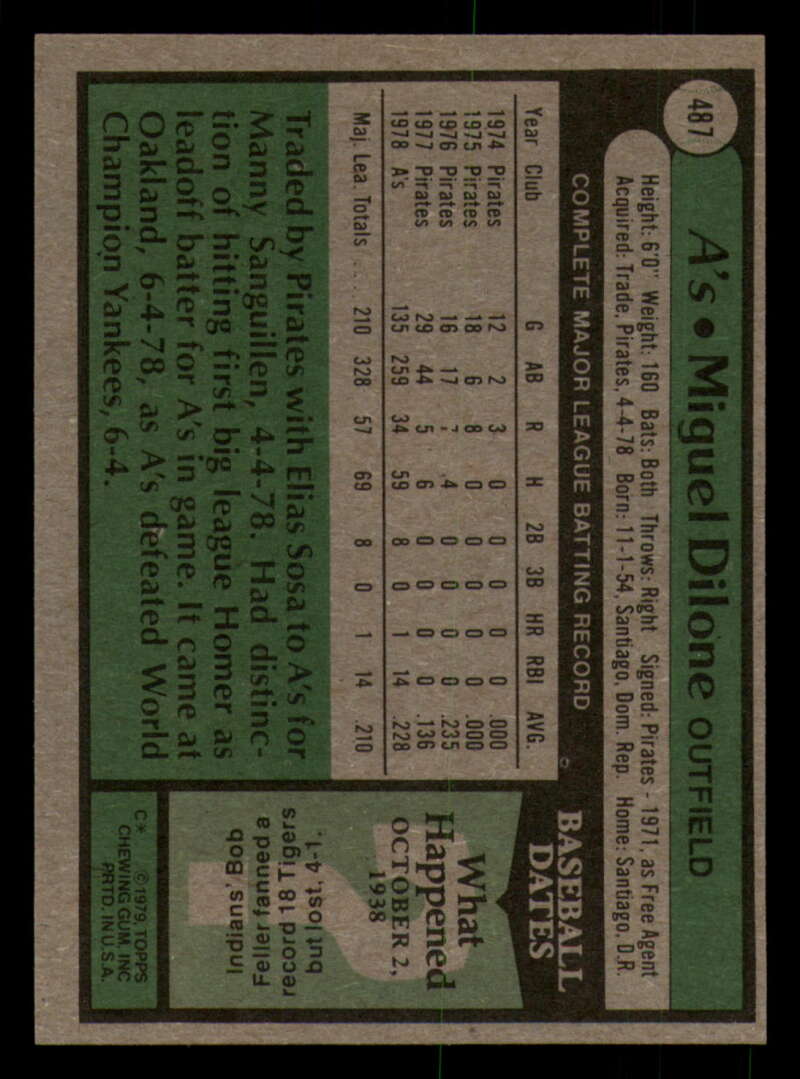 487
A's • Miguel Dilone OUTFIELD
Height: 6'0" Weight: 160 Bats: Both Throws: Right Signed: Pirates - 1971, as Free Agent
Acquired: Trade, Pirates, 4-4-78 Born: 11-1-54, Santiago, Dom. Rep. Home: Santiago, D.R.
COMPLETE MAJOR LEAGUE BATTING RECORD
Year Club G AB R H 2B 3B HR RBI AVG.
1974 Pirates 12 2 3 0 0 0 0 0 .000
1975 Pirates 18 6 8 0 0 0 0 0 .000
1976 Pirates 16 17 7 4 0 0 0 0 .235
1977 Pirates 29 44 5 6 0 0 0 0 .136
1978 A's 135 259 34 59 8 0 1 14 .228
Maj. Lea. Totals .... 210 328 57 69 8 0 1 14 .210
Traded by Pirates with Elias Sosa to A's for
Manny Sanguillen, 4-4-78. Had distinc-
tion of hitting first big league Homer as
leadoff batter for A's in game. It came at
Oakland, 6-4-78, as A's defeated World
Champion Yankees, 6-4.
BASEBALL
DATES
What
Happened
OCTOBER 2,
1938
Indians' Bob
Feller fanned a
record 18 Tigers
but lost, 4-1.
C* ©1979, TOPPS
CHEWING GUM, INC
PRTD. IN U.S.A.